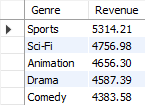 Genre Revenue
Sports 5314.21
Sci-Fi 4756.98
Animation 4656.30
Drama 4587.39
Comedy 4383.58